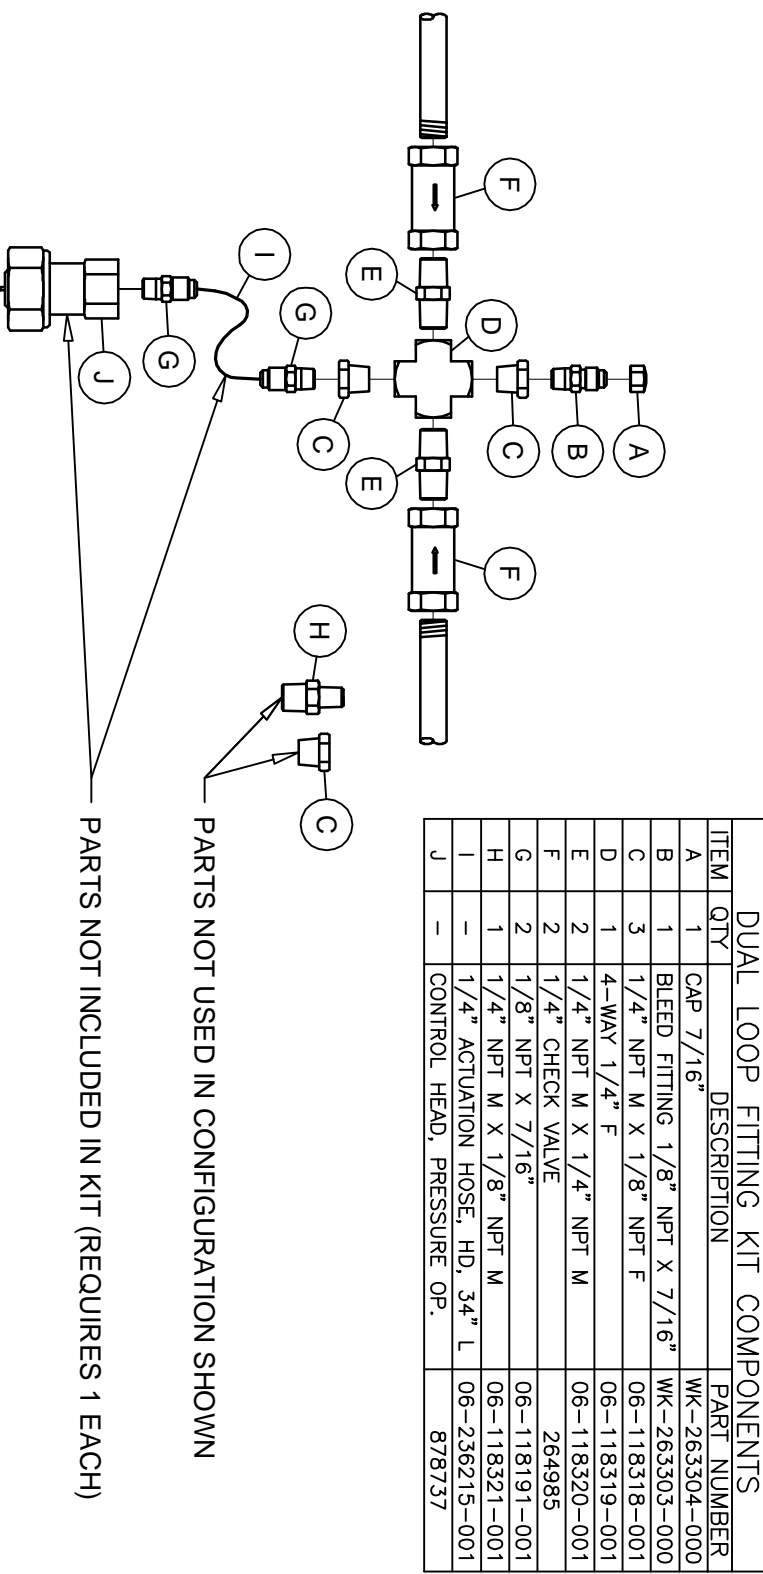 DUAL LOOP FITTING KIT COMPONENTS
ITEM QTY DESCRIPTION PART NUMBER
A 1 CAP 7/16" WK-263304-000
B 1 BLEED FITTING 1/8" NPT X 7/16" WK-263303-000
C 3 1/4" NPT M X 1/8" NPT F 06-118318-001
D 1 4-WAY 1/4" F 06-118319-001
E 2 1/4" NPT M X 1/4" NPT M 06-118320-001
F 2 1/4" CHECK VALVE 264985
G 2 1/8" NPT X 7/16" 06-118191-001
H 1 1/4" NPT M X 1/8" NPT M 06-118321-001
I - 1/4" ACTUATION HOSE, HD, 34" L 06-236215-001
J - CONTROL HEAD, PRESSURE OP. 878737
A
B
C
F
D
F
E
E
G
C
I
G
J
H
C
PARTS NOT USED IN CONFIGURATION SHOWN
PARTS NOT INCLUDED IN KIT (REQUIRES 1 EACH)